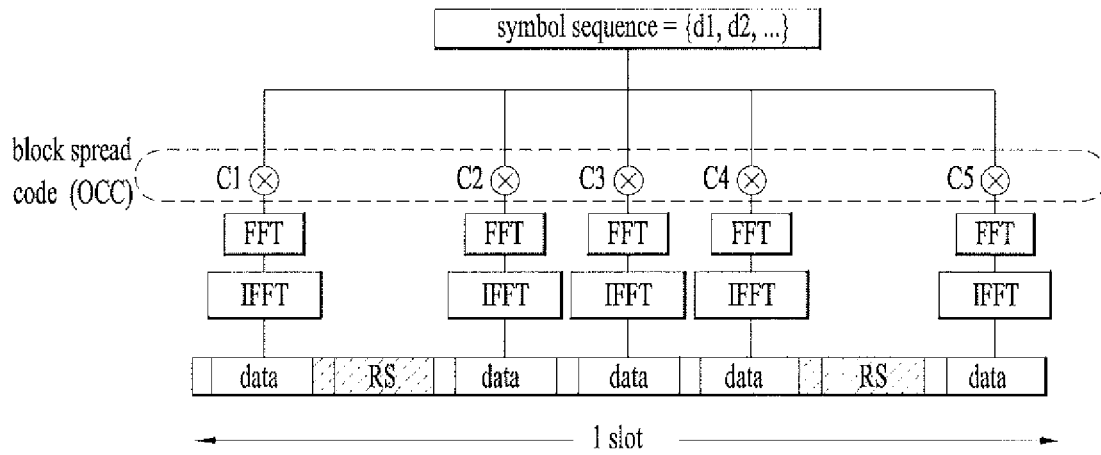 symbol sequence = {d1, d2, ...}
block spread
code (OCC)
C1 C2 C3 C4 C5
FFT FFT FFT FFT FFT
IFFT IFFT IFFT IFFT IFFT
data RS data data data RS data
1 slot